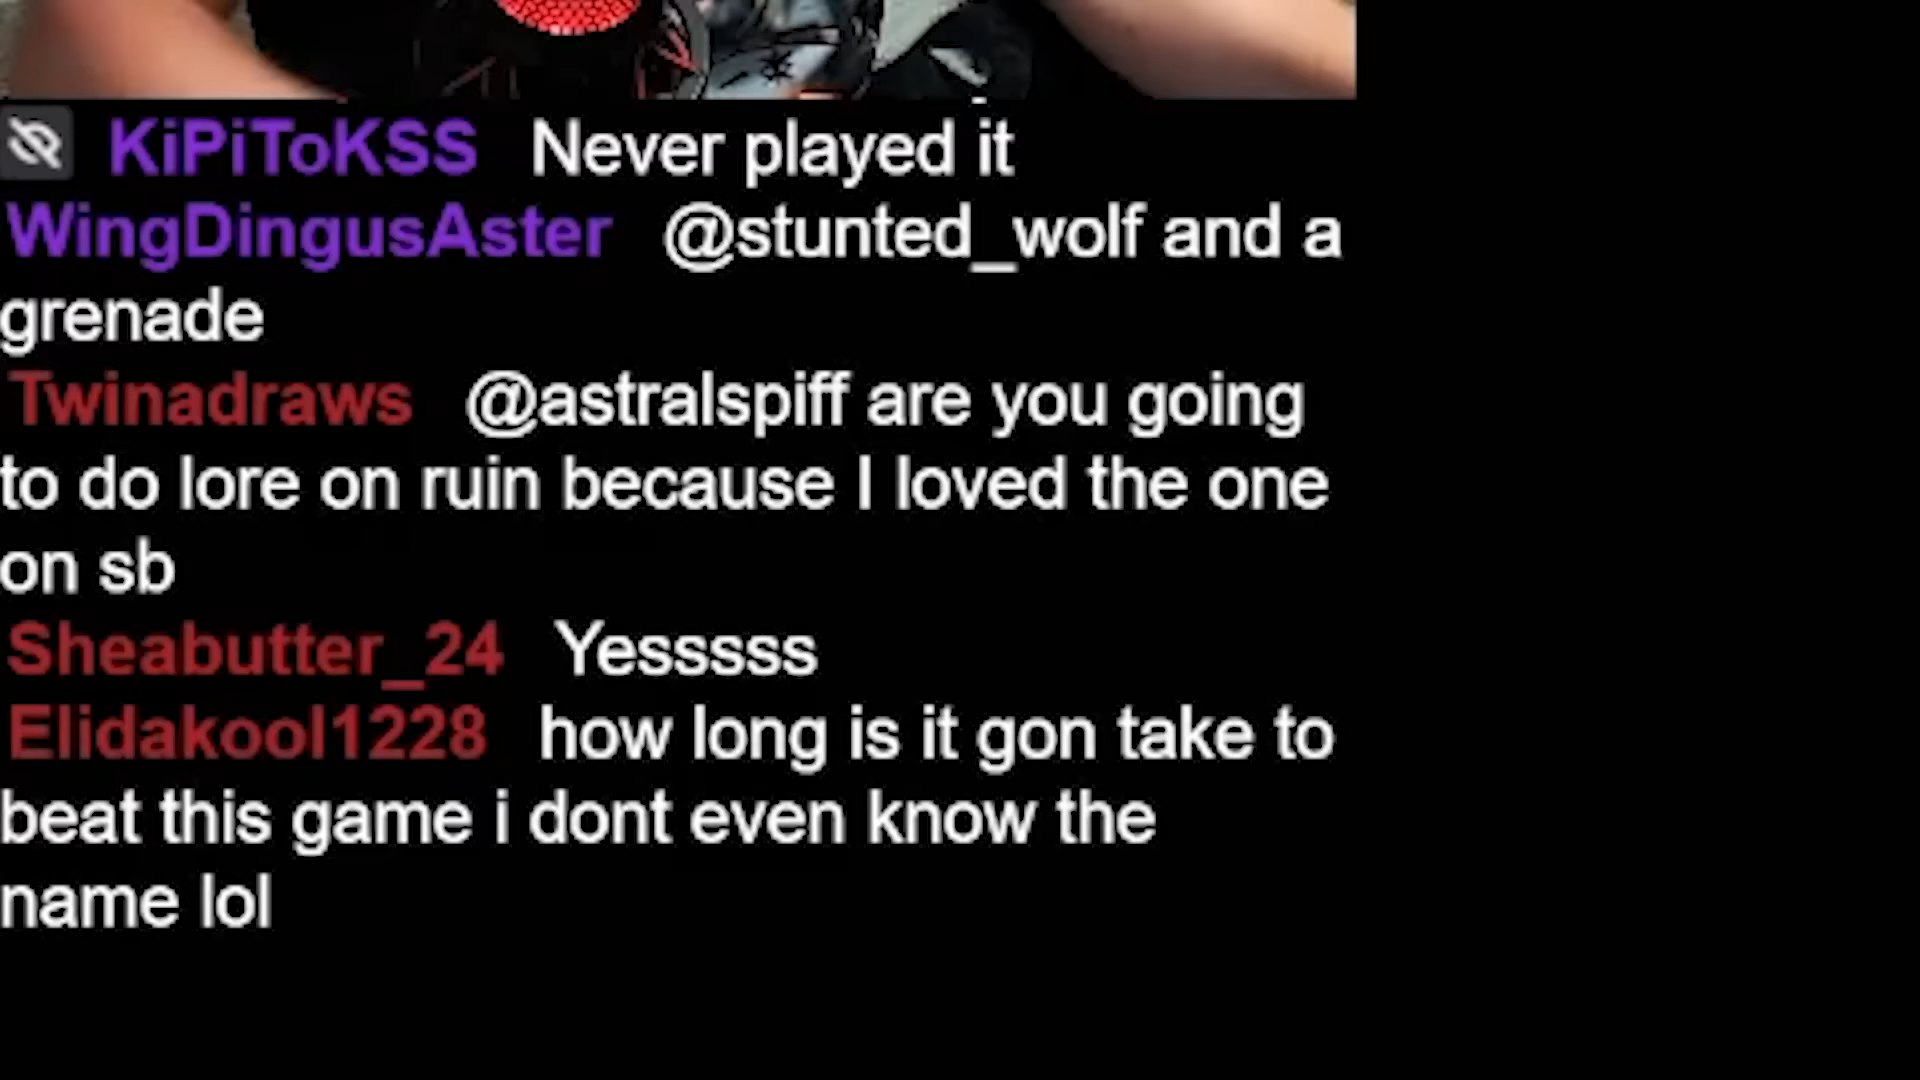 KiPiToKSS Never played it
WingDingusAster @stunted_wolf and a
grenade
Twinadraws @astralspiff are you going
to do lore on ruin because I loved the one
on sb
Sheabutter_24 Yesssss
Elidakool1228 how long is it gon take to
beat this game i dont even know the
name lol